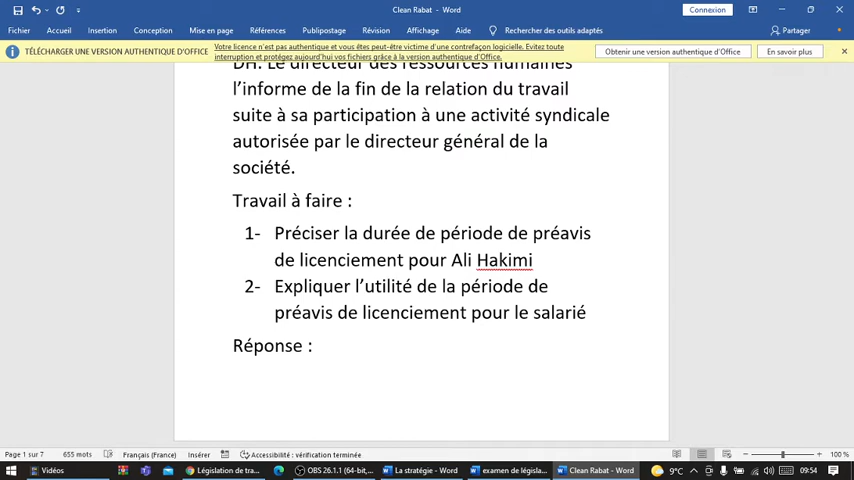 Clean Rabat - Word
Connexion
Fichier Accueil Insertion Conception Mise en page Références Publipostage Révision Affichage Aide Rechercher des outils adaptés Partager
TÉLÉCHARGER UNE VERSION AUTHENTIQUE D'OFFICE
Votre licence n'est pas authentique et vous êtes peut-être victime d'une contrefaçon logicielle. Evitez toute
interruption et protégez aujourd'hui vos fichiers grâce à la version authentique d'Office.
Obtenir une version authentique d'Office
En savoir plus
DH. Le directeur des ressources humaines
l'informe de la fin de la relation du travail
suite à sa participation à une activité syndicale
autorisée par le directeur général de la
société.
Travail à faire :
1- Préciser la durée de période de préavis
de licenciement pour Ali Hakimi
2- Expliquer l'utilité de la période de
préavis de licenciement pour le salarié
Réponse :
Page 1 sur 7 655 mots Français (France) Insérer Accessibilité : vérification terminée 100 %
Vidéos Législation de tra... OBS 26.1.1 (64-bit,... La stratégie - Word examen de législa... Clean Rabat - Word 9°C 09:54